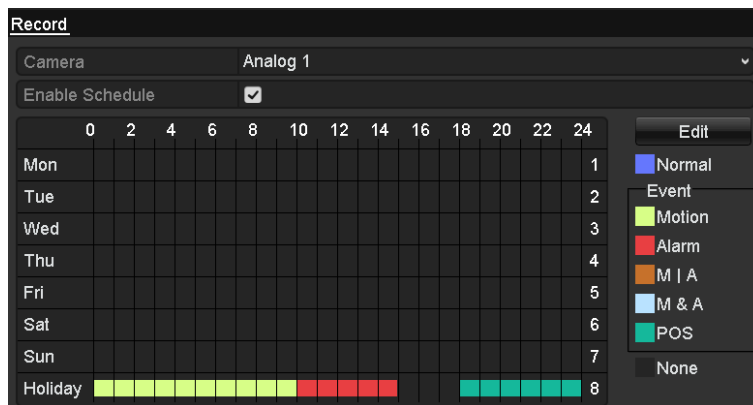 Record
Camera Analog 1
Enable Schedule
0 2 4 6 8 10 12 14 16 18 20 22 24
Edit
Mon 1
Normal
Tue 2
Event
Motion
Wed 3
Alarm
Thu 4
M | A
Fri 5
M & A
Sat 6
POS
Sun 7
None
Holiday 8